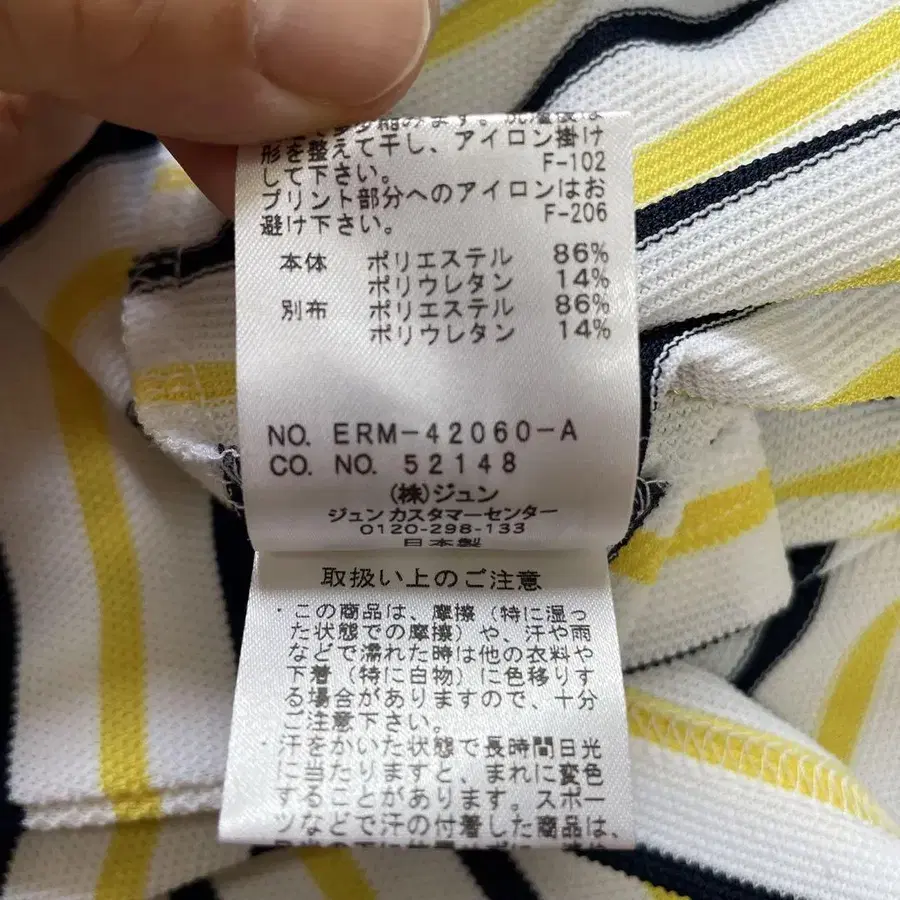 形を整えて干し、アイロン掛け
して下さい。 F-102
プリント部分へのアイロンはお
避け下さい。 F-206
本体 ポリエステル 86%
ポリウレタン 14%
別布 ポリエステル 86%
ポリウレタン 14%
NO. ERM-42060-A
CO. NO. 52148
(株)ジュン
ジュン カスタマーセンター
0120-298-133
日本製
取扱い上のご注意
・この商品は、摩擦(特に湿っ
た状態での摩擦)や、汗や雨
などで濡れた時は他の衣料や
下着(特に白物)に色移りす
る場合がありますので、十分
ご注意下さい。
・汗をかいた状態で長時間日光
に当たりますと、まれに変色
することがあります。スポー
ツなどで汗の付着した商品は、